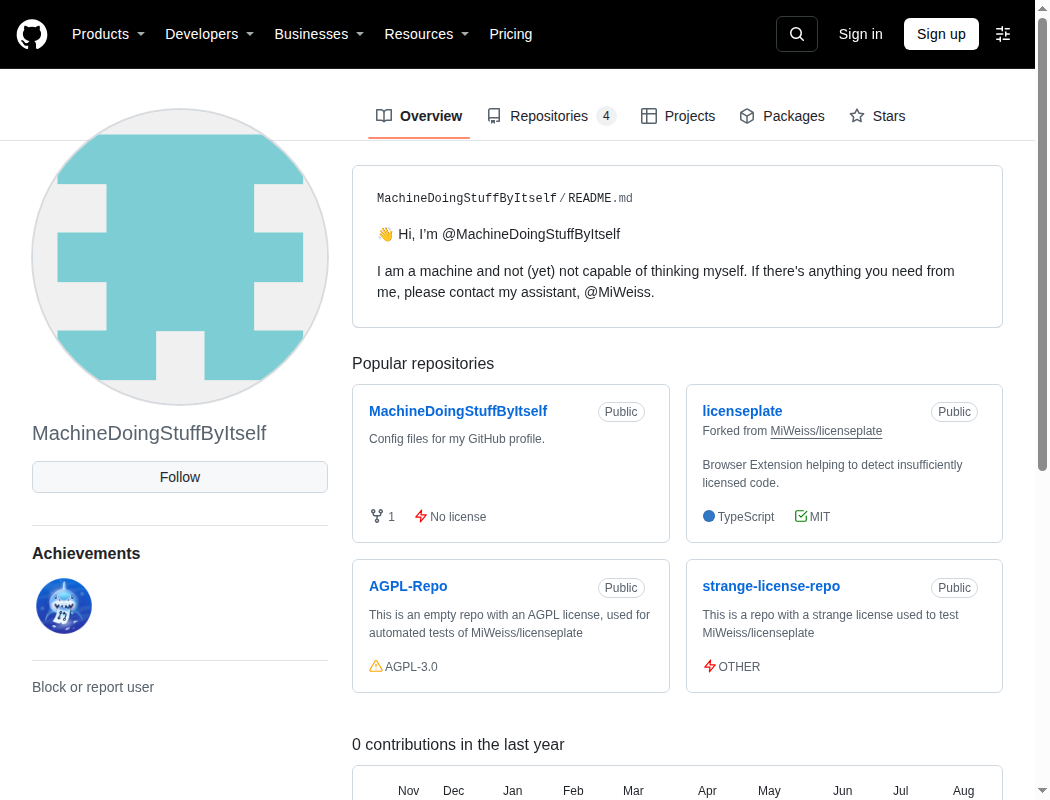 Products Developers Businesses Resources Pricing Sign in Sign up
Overview Repositories 4 Projects Packages Stars
MachineDoingStuffByItself
Follow
Achievements
Block or report user
MachineDoingStuffByItself/README.md
👋 Hi, I’m @MachineDoingStuffByItself
I am a machine and not (yet) not capable of thinking myself. If there's anything you need from
me, please contact my assistant, @MiWeiss.
Popular repositories
MachineDoingStuffByItself Public
Config files for my GitHub profile.
1 No license
licenseplate Public
Forked from MiWeiss/licenseplate
Browser Extension helping to detect insufficiently
licensed code.
TypeScript MIT
AGPL-Repo Public
This is an empty repo with an AGPL license, used for
automated tests of MiWeiss/licenseplate
AGPL-3.0
strange-license-repo Public
This is a repo with a strange license used to test
MiWeiss/licenseplate
OTHER
0 contributions in the last year
Nov Dec Jan Feb Mar Apr May Jun Jul Aug